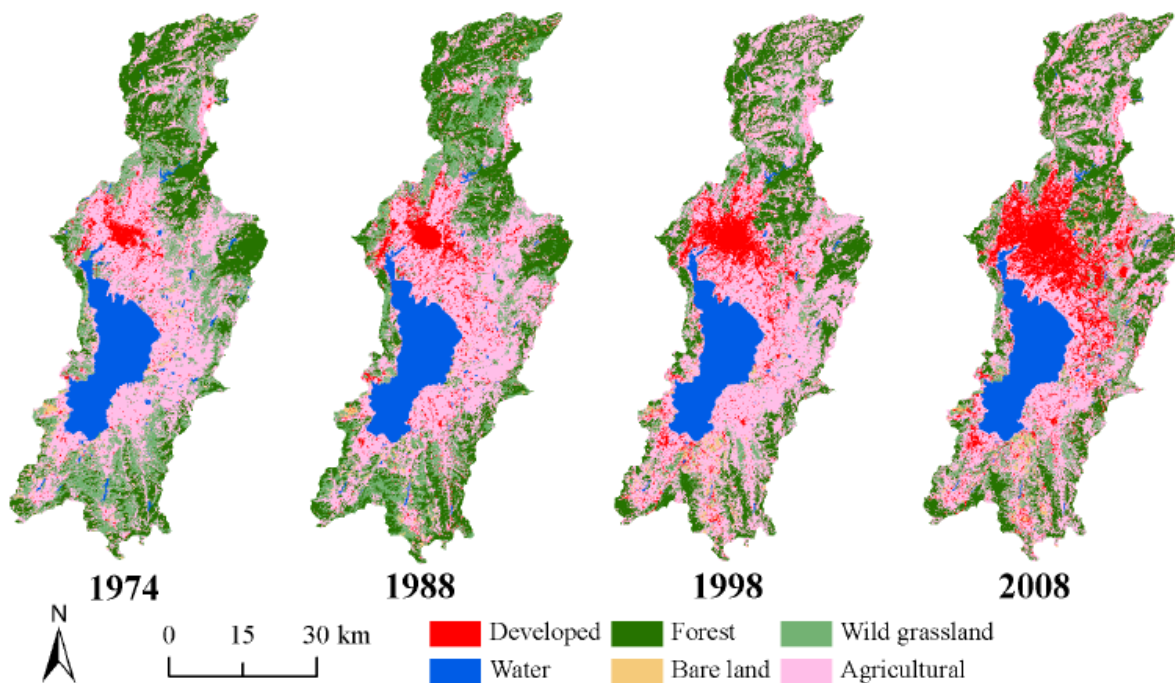 1974 1988 1998 2008
N
0 15 30 km
Developed Forest Wild grassland
Water Bare land Agricultural